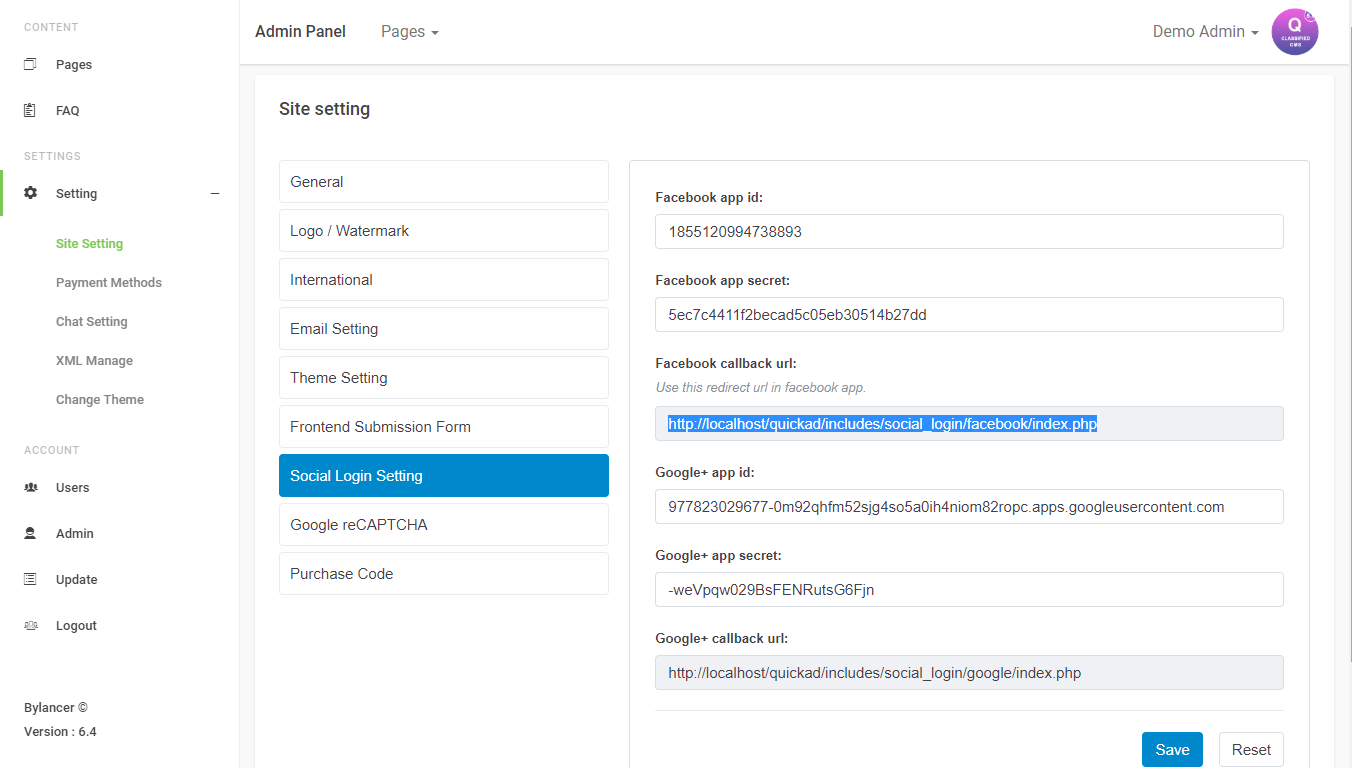 CONTENT
Pages
FAQ
SETTINGS
Setting
Site Setting
Payment Methods
Chat Setting
XML Manage
Change Theme
ACCOUNT
Users
Admin
Update
Logout
Bylancer ©
Version : 6.4
Admin Panel
Pages
Demo Admin
Q
CLASSIFIED
CMS
Site setting
General
Logo / Watermark
International
Email Setting
Theme Setting
Frontend Submission Form
Social Login Setting
Google reCAPTCHA
Purchase Code
Facebook app id:
1855120994738893
Facebook app secret:
5ec7c4411f2becad5c05eb30514b27dd
Facebook callback url:
Use this redirect url in facebook app.
http://localhost/quickad/includes/social_login/facebook/index.php
Google+ app id:
977823029677-0m92qhfm52sjg4so5a0ih4niom82ropc.apps.googleusercontent.com
Google+ app secret:
-weVpqw029BsFENRutsG6Fjn
Google+ callback url:
http://localhost/quickad/includes/social_login/google/index.php
Save
Reset